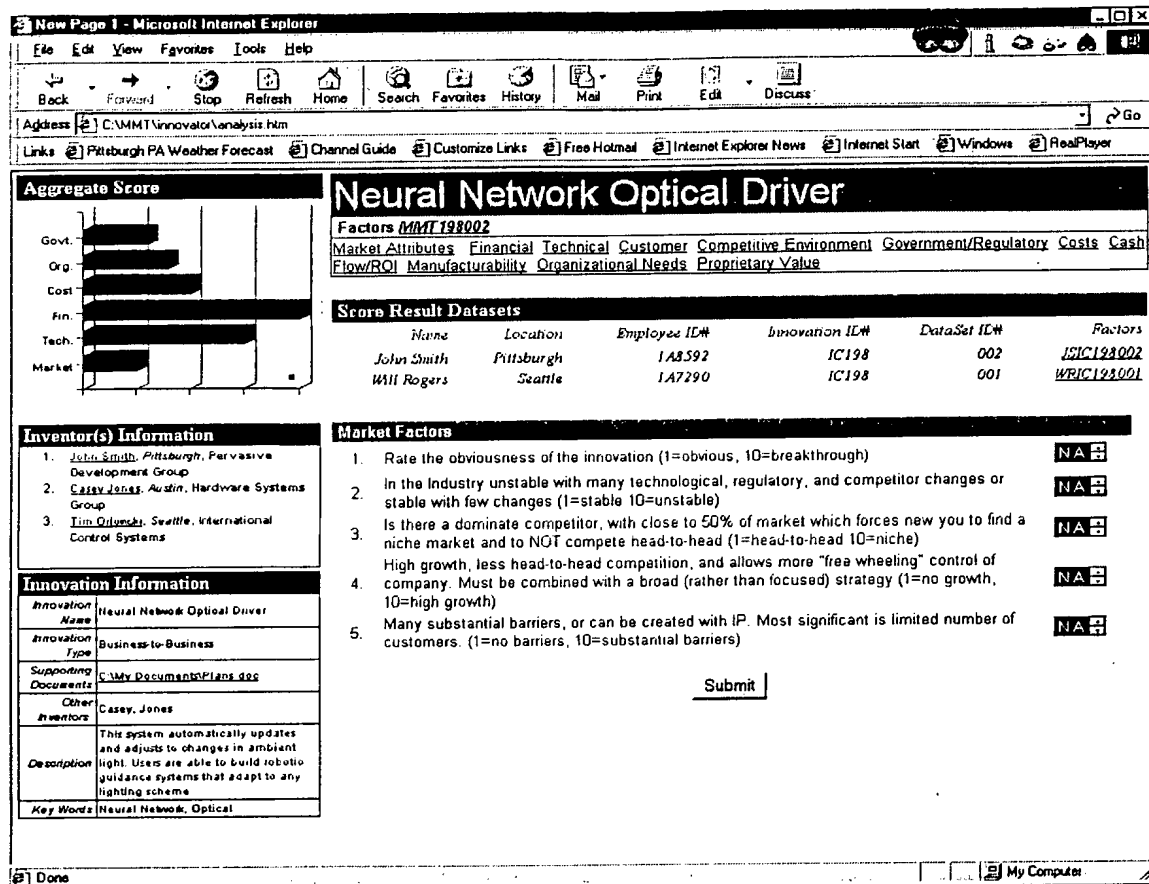 New Page 1 - Microsoft Internet Explorer
File Edit View Favorites Tools Help
Back Forward Stop Refresh Home Search Favorites History Mail Print Edit Discuss
Address C:\MMT\innovator\analysis.htm Go
Links Pittsburgh PA Weather Forecast Channel Guide Customize Links Free Hotmail Internet Explorer News Internet Start Windows RealPlayer
Aggregate Score
Govt.
Org.
Cost
Fin.
Tech.
Market
Neural Network Optical Driver
Factors MMT198002
Market Attributes Financial Technical Customer Competitive Environment Government/Regulatory Costs Cash
Flow/ROI Manufacturability Organizational Needs Proprietary Value
Score Result Datasets
Name Location Employee ID# Innovation ID# DataSet ID# Factors
John Smith Pittsburgh 1A8592 IC198 002 JSIC198002
Will Rogers Seattle 1A7290 IC198 001 WRIC198001
Inventor(s) Information
1. John Smith, Pittsburgh, Pervasive
Development Group
2. Casey Jones, Austin, Hardware Systems
Group
3. Tim, Seattle, International
Control Systems
Innovation Information
Innovation Name Neural Network Optical Driver
Innovation Type Business-to-Business
Supporting Documents C:\My Documents\Plans.doc
Other Inventors Casey, Jones
Description This system automatically updates
and adjusts to changes in ambient
light. Users are able to build robotic
guidance systems that adapt to any
lighting scheme
Key Words Neural Network, Optical
Market Factors
1. Rate the obviousness of the innovation (1=obvious, 10=breakthrough) NA
2. In the Industry unstable with many technological, regulatory, and competitor changes or
stable with few changes (1=stable 10=unstable) NA
3. Is there a dominate competitor, with close to 50% of market which forces new you to find a
niche market and to NOT compete head-to-head (1=head-to-head 10=niche) NA
4. High growth, less head-to-head competition, and allows more "free wheeling" control of
company. Must be combined with a broad (rather than focused) strategy (1=no growth,
10=high growth) NA
5. Many substantial barriers, or can be created with IP. Most significant is limited number of
customers. (1=no barriers, 10=substantial barriers) NA
Submit
Done My Computer